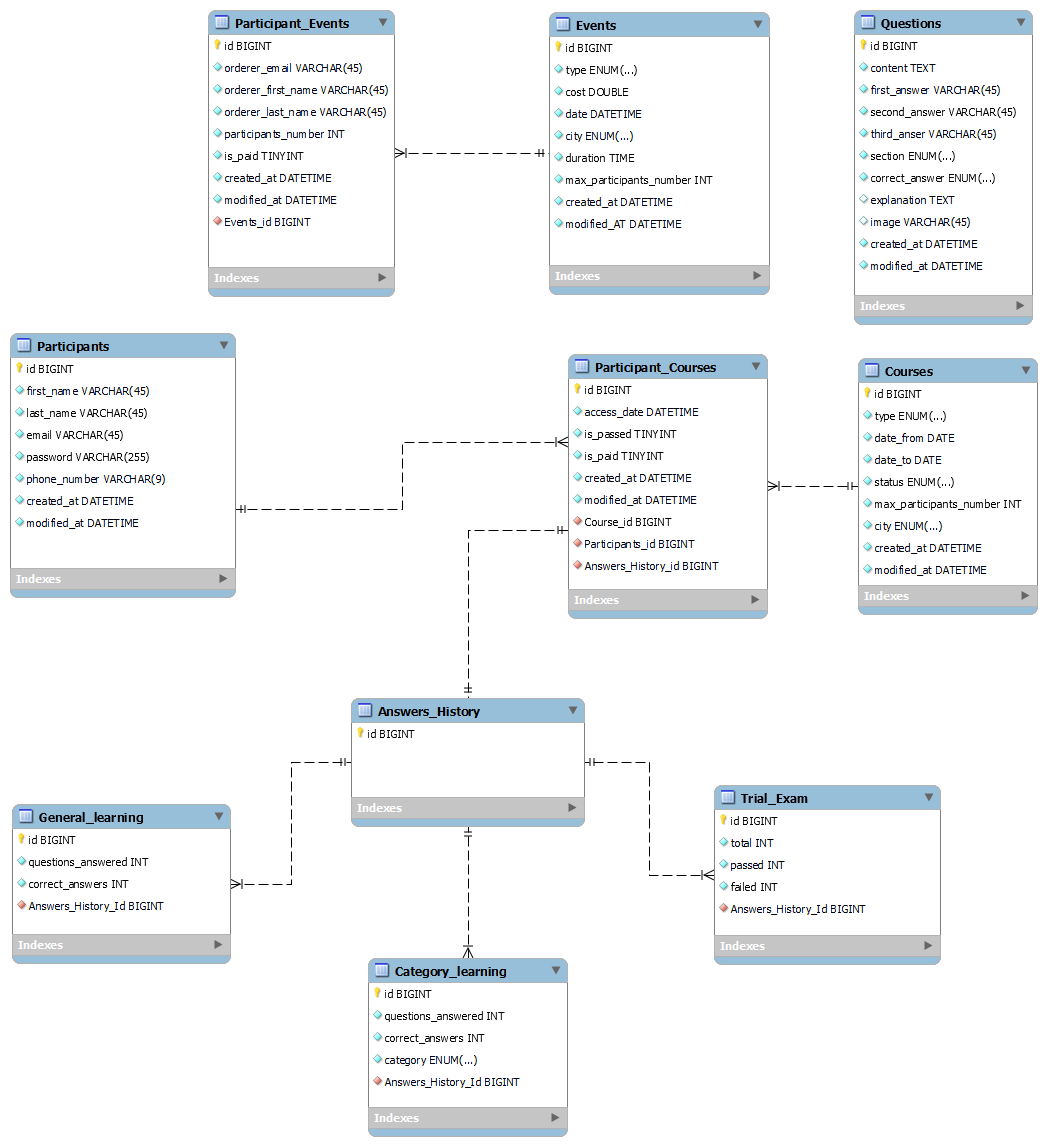 Participant_Events
id BIGINT
orderer_email VARCHAR(45)
orderer_first_name VARCHAR(45)
orderer_last_name VARCHAR(45)
participants_number INT
is_paid TINYINT
created_at DATETIME
modified_at DATETIME
Events_id BIGINT
Indexes
Events
id BIGINT
type ENUM(...)
cost DOUBLE
date DATETIME
city ENUM(...)
duration TIME
max_participants_number INT
created_at DATETIME
modified_AT DATETIME
Indexes
Questions
id BIGINT
content TEXT
first_answer VARCHAR(45)
second_answer VARCHAR(45)
third_anser VARCHAR(45)
section ENUM(...)
correct_answer ENUM(...)
explanation TEXT
image VARCHAR(45)
created_at DATETIME
modified_at DATETIME
Indexes
Participants
id BIGINT
first_name VARCHAR(45)
last_name VARCHAR(45)
email VARCHAR(45)
password VARCHAR(255)
phone_number VARCHAR(9)
created_at DATETIME
modified_at DATETIME
Indexes
Participant_Courses
id BIGINT
access_date DATETIME
is_passed TINYINT
is_paid TINYINT
created_at DATETIME
modified_at DATETIME
Course_id BIGINT
Participants_id BIGINT
Answers_History_id BIGINT
Indexes
Courses
id BIGINT
type ENUM(...)
date_from DATE
date_to DATE
status ENUM(...)
max_participants_number INT
city ENUM(...)
created_at DATETIME
modified_at DATETIME
Indexes
Answers_History
id BIGINT
Indexes
General_learning
id BIGINT
questions_answered INT
correct_answers INT
Answers_History_Id BIGINT
Indexes
Trial_Exam
id BIGINT
total INT
passed INT
failed INT
Answers_History_Id BIGINT
Indexes
Category_learning
id BIGINT
questions_answered INT
correct_answers INT
category ENUM(...)
Answers_History_Id BIGINT
Indexes